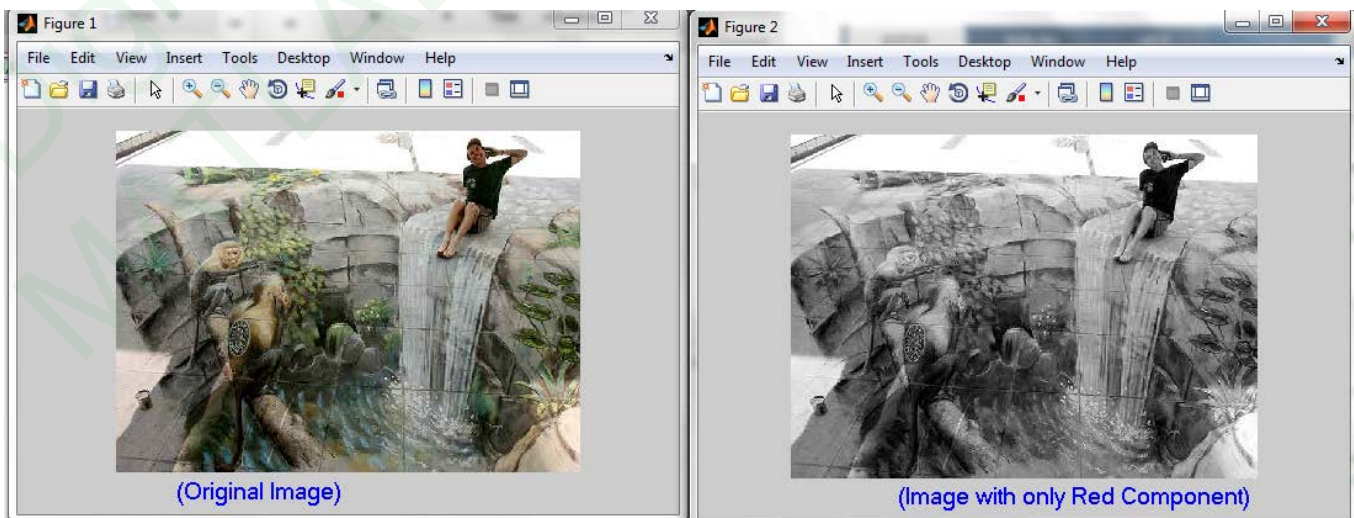 Figure 1
File Edit View Insert Tools Desktop Window Help
(Original Image)
Figure 2
File Edit View Insert Tools Desktop Window Help
(Image with only Red Component)